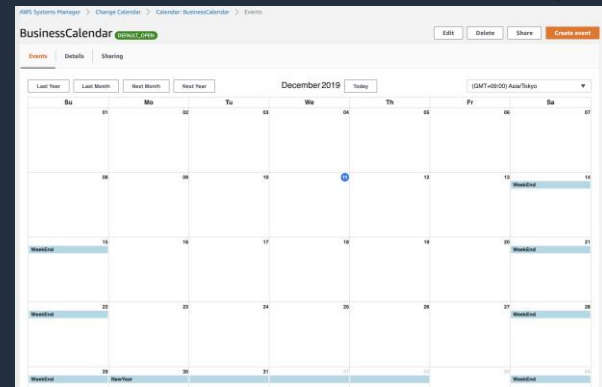 AWS Systems Manager > Change Calendar > Calendar: BusinessCalendar > Events
BusinessCalendar DEFAULT_OPEN Edit Delete Share Create event
Events Details Sharing
Last Year Last Month Next Month Next Year December 2019 Today (GMT+09:00) Asia/Tokyo
Su Mo Tu We Th Fr Sa
01 02 03 04 05 06 07
08 09 10 11 12 13 14
WeekEnd
15 16 17 18 19 20 21
WeekEnd WeekEnd
22 23 24 25 26 27 28
WeekEnd WeekEnd
29 30 31 01 02 03 04
WeekEnd NewYear WeekEnd